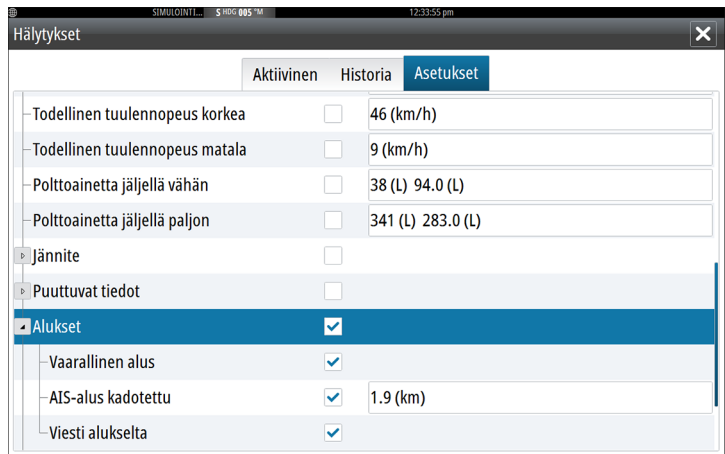 SIMULOINTI... S HDG 005 °M 12:33:55 pm
Hälytykset
Aktiivinen Historia Asetukset
Todellinen tuulennopeus korkea 46 (km/h)
Todellinen tuulennopeus matala 9 (km/h)
Polttoainetta jäljellä vähän 38 (L) 94.0 (L)
Polttoainetta jäljellä paljon 341 (L) 283.0 (L)
Jännite
Puuttuvat tiedot
Alukset
Vaarallinen alus
AIS-alus kadotettu 1.9 (km)
Viesti alukselta